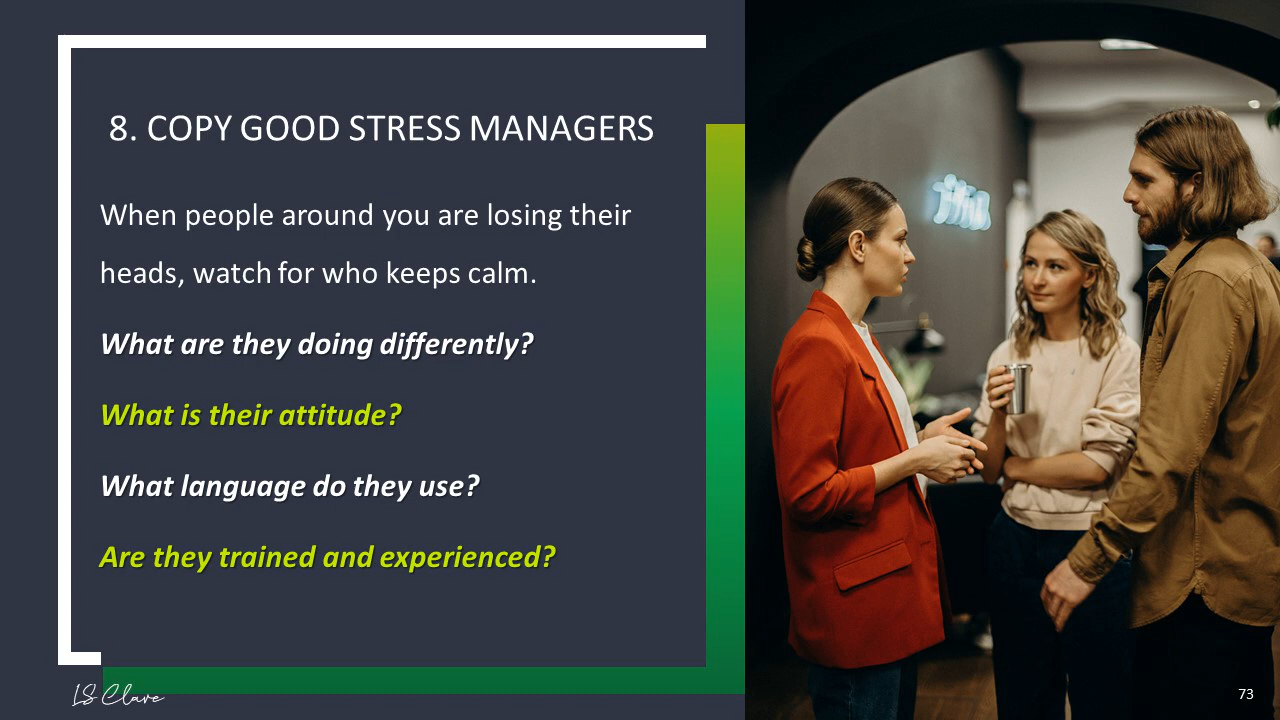 8. COPY GOOD STRESS MANAGERS
When people around you are losing their
heads, watch for who keeps calm.
What are they doing differently?
What is their attitude?
What language do they use?
Are they trained and experienced?
LS Clave
73